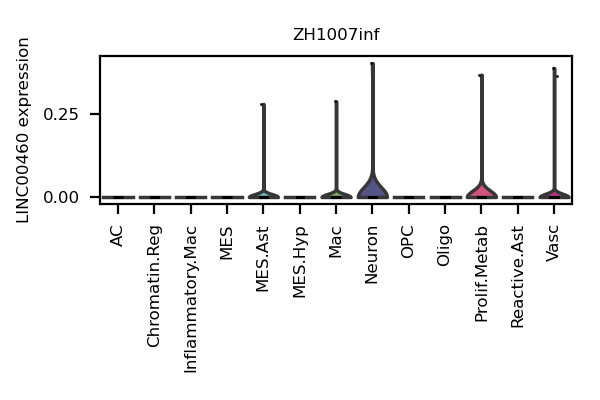 ZH1007inf
LINC00460 expression
0.25
0.00
AC
Chromatin.Reg
Inflammatory.Mac
MES
MES.Ast
MES.Hyp
Mac
Neuron
OPC
Oligo
Prolif.Metab
Reactive.Ast
Vasc